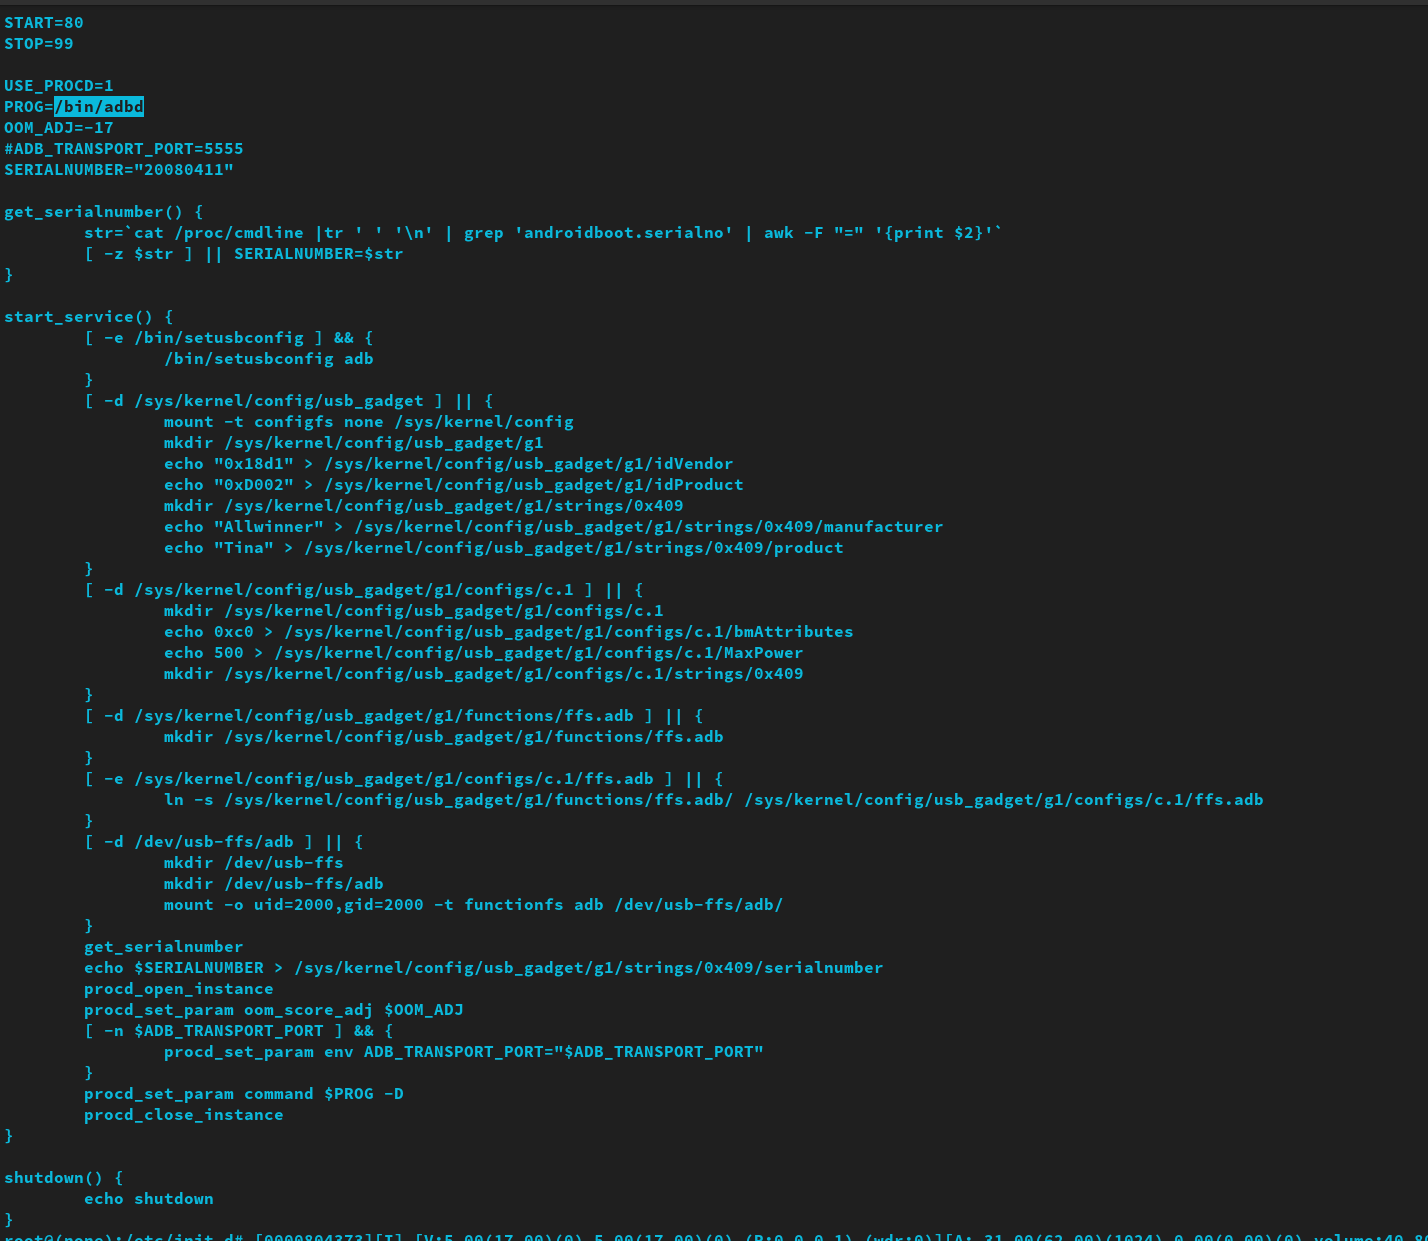 START=80
STOP=99
USE_PROCD=1
PROG=/bin/adbd
OOM_ADJ=-17
#ADB_TRANSPORT_PORT=5555
SERIALNUMBER="20080411"
get_serialnumber() {
str=`cat /proc/cmdline |tr ' ' '\n' | grep 'androidboot.serialno' | awk -F "=" '{print $2}'`
[ -z $str ] || SERIALNUMBER=$str
}
start_service() {
[ -e /bin/setusbconfig ] && {
/bin/setusbconfig adb
}
[ -d /sys/kernel/config/usb_gadget ] || {
mount -t configfs none /sys/kernel/config
mkdir /sys/kernel/config/usb_gadget/g1
echo "0x18d1" > /sys/kernel/config/usb_gadget/g1/idVendor
echo "0xD002" > /sys/kernel/config/usb_gadget/g1/idProduct
mkdir /sys/kernel/config/usb_gadget/g1/strings/0x409
echo "Allwinner" > /sys/kernel/config/usb_gadget/g1/strings/0x409/manufacturer
echo "Tina" > /sys/kernel/config/usb_gadget/g1/strings/0x409/product
}
[ -d /sys/kernel/config/usb_gadget/g1/configs/c.1 ] || {
mkdir /sys/kernel/config/usb_gadget/g1/configs/c.1
echo 0xc0 > /sys/kernel/config/usb_gadget/g1/configs/c.1/bmAttributes
echo 500 > /sys/kernel/config/usb_gadget/g1/configs/c.1/MaxPower
mkdir /sys/kernel/config/usb_gadget/g1/configs/c.1/strings/0x409
}
[ -d /sys/kernel/config/usb_gadget/g1/functions/ffs.adb ] || {
mkdir /sys/kernel/config/usb_gadget/g1/functions/ffs.adb
}
[ -e /sys/kernel/config/usb_gadget/g1/configs/c.1/ffs.adb ] || {
ln -s /sys/kernel/config/usb_gadget/g1/functions/ffs.adb/ /sys/kernel/config/usb_gadget/g1/configs/c.1/ffs.adb
}
[ -d /dev/usb-ffs/adb ] || {
mkdir /dev/usb-ffs
mkdir /dev/usb-ffs/adb
mount -o uid=2000,gid=2000 -t functionfs adb /dev/usb-ffs/adb/
}
get_serialnumber
echo $SERIALNUMBER > /sys/kernel/config/usb_gadget/g1/strings/0x409/serialnumber
procd_open_instance
procd_set_param oom_score_adj $OOM_ADJ
[ -n $ADB_TRANSPORT_PORT ] && {
procd_set_param env ADB_TRANSPORT_PORT="$ADB_TRANSPORT_PORT"
}
procd_set_param command $PROG -D
procd_close_instance
}
shutdown() {
echo shutdown
}
root@(none):/etc/init.d#